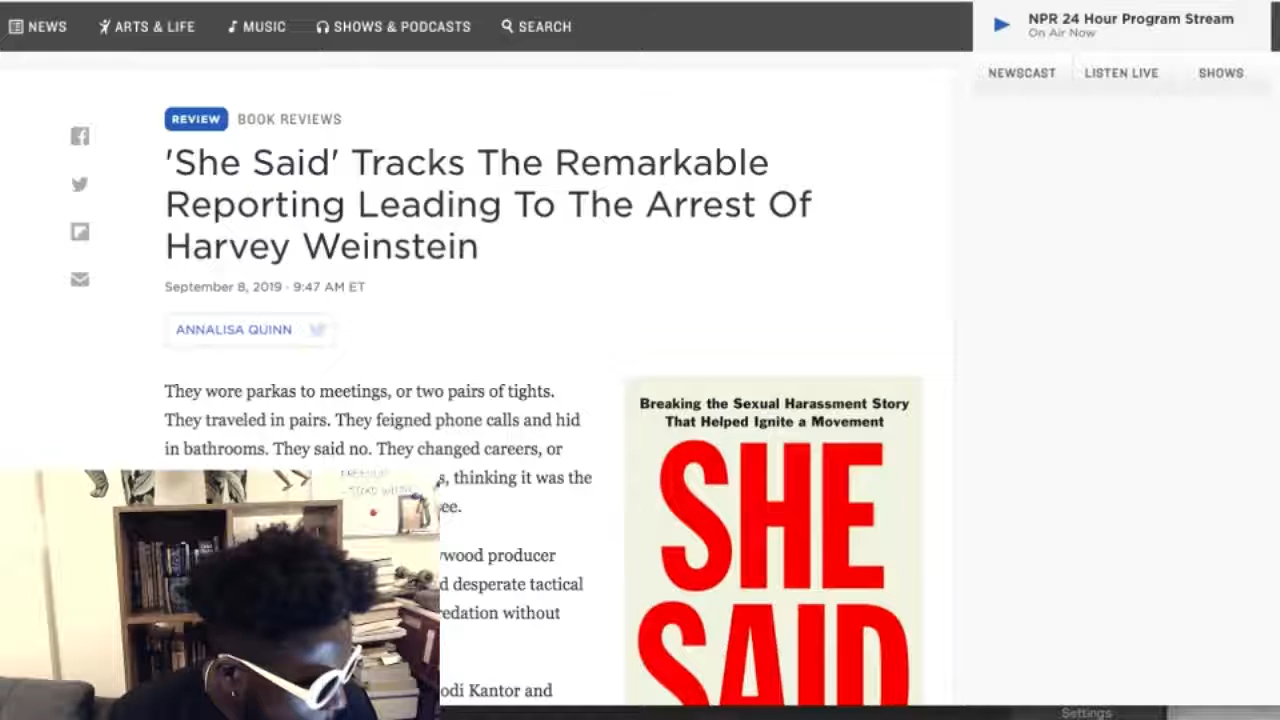 NEWS
ARTS & LIFE
MUSIC
SHOWS & PODCASTS
SEARCH
NPR 24 Hour Program Stream
On Air Now
NEWSCAST
LISTEN LIVE
SHOWS
REVIEW
BOOK REVIEWS
'She Said' Tracks The Remarkable
Reporting Leading To The Arrest Of
Harvey Weinstein
September 8, 2019 · 9:47 AM ET
ANNALISA QUINN
They wore parkas to meetings, or two pairs of tights.
They traveled in pairs. They feigned phone calls and hid
in bathrooms. They said no. They changed careers, or
s, thinking it was the
ee.
wood producer
d desperate tactical
redation without
odi Kantor and
Breaking the Sexual Harassment Story
That Helped Ignite a Movement
SHE
SAID
Settings